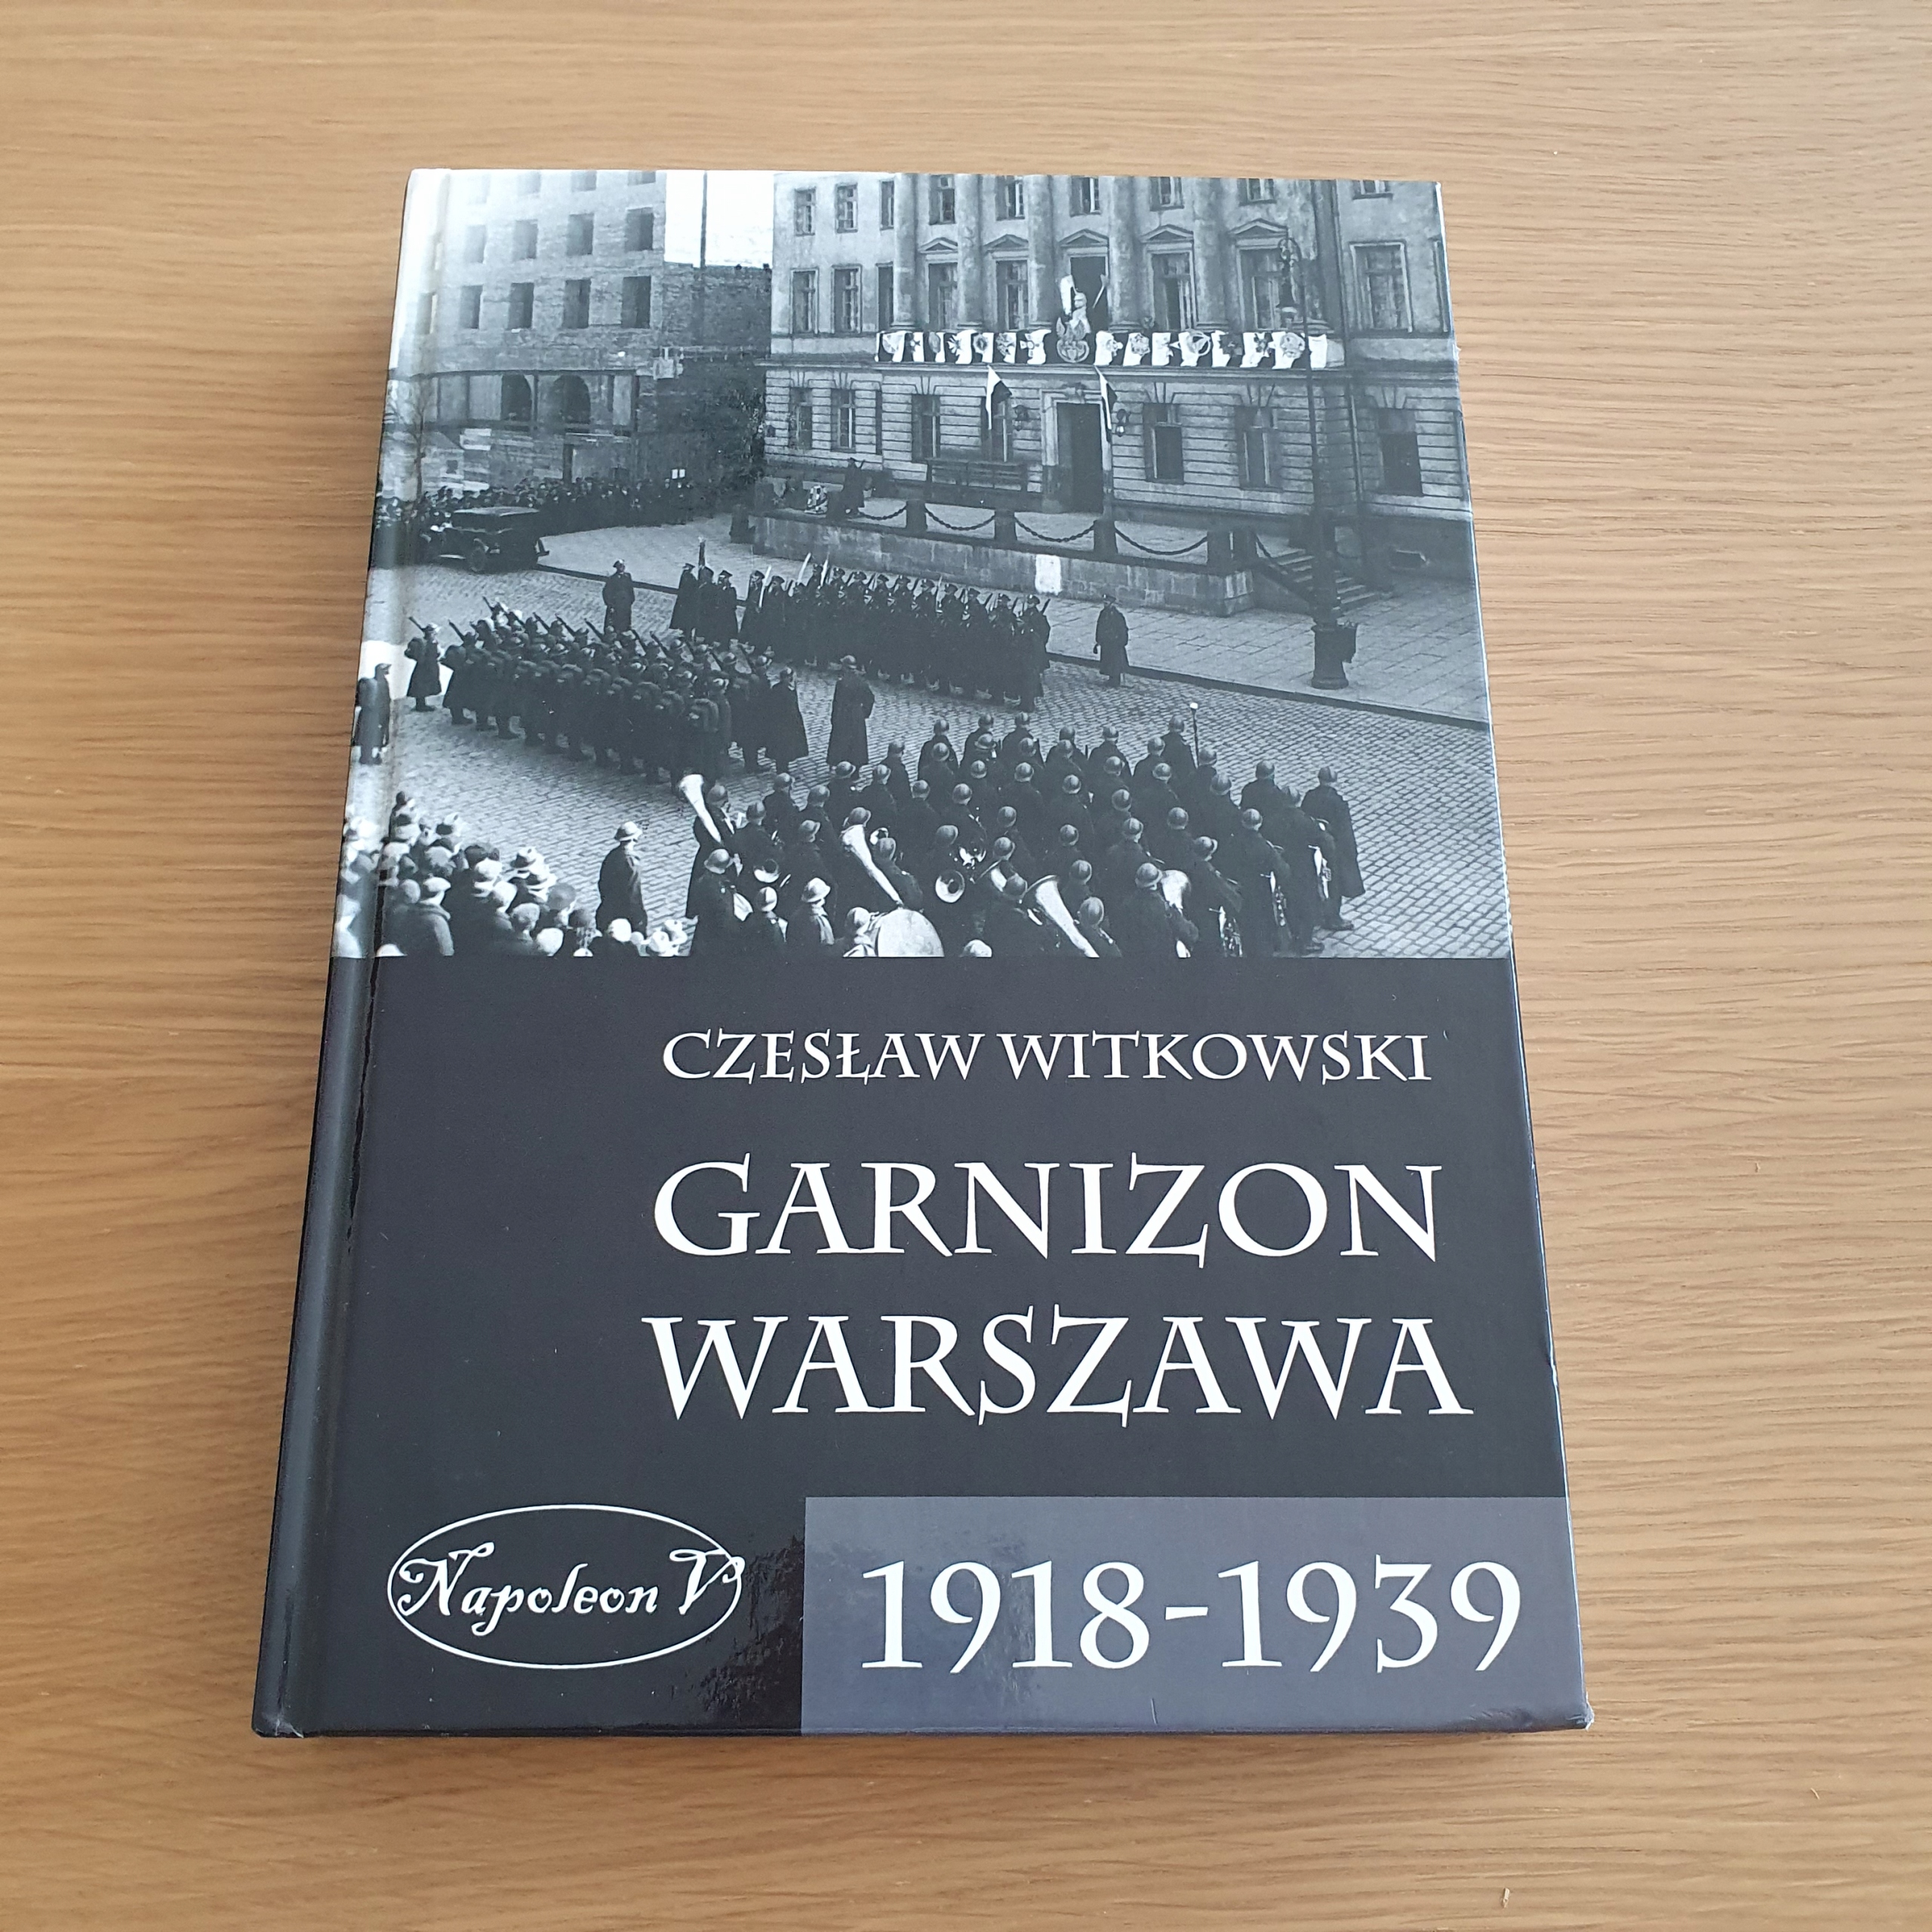 CZESŁAW WITKOWSKI
GARNIZON
WARSZAWA
Napoleon V
1918-1939